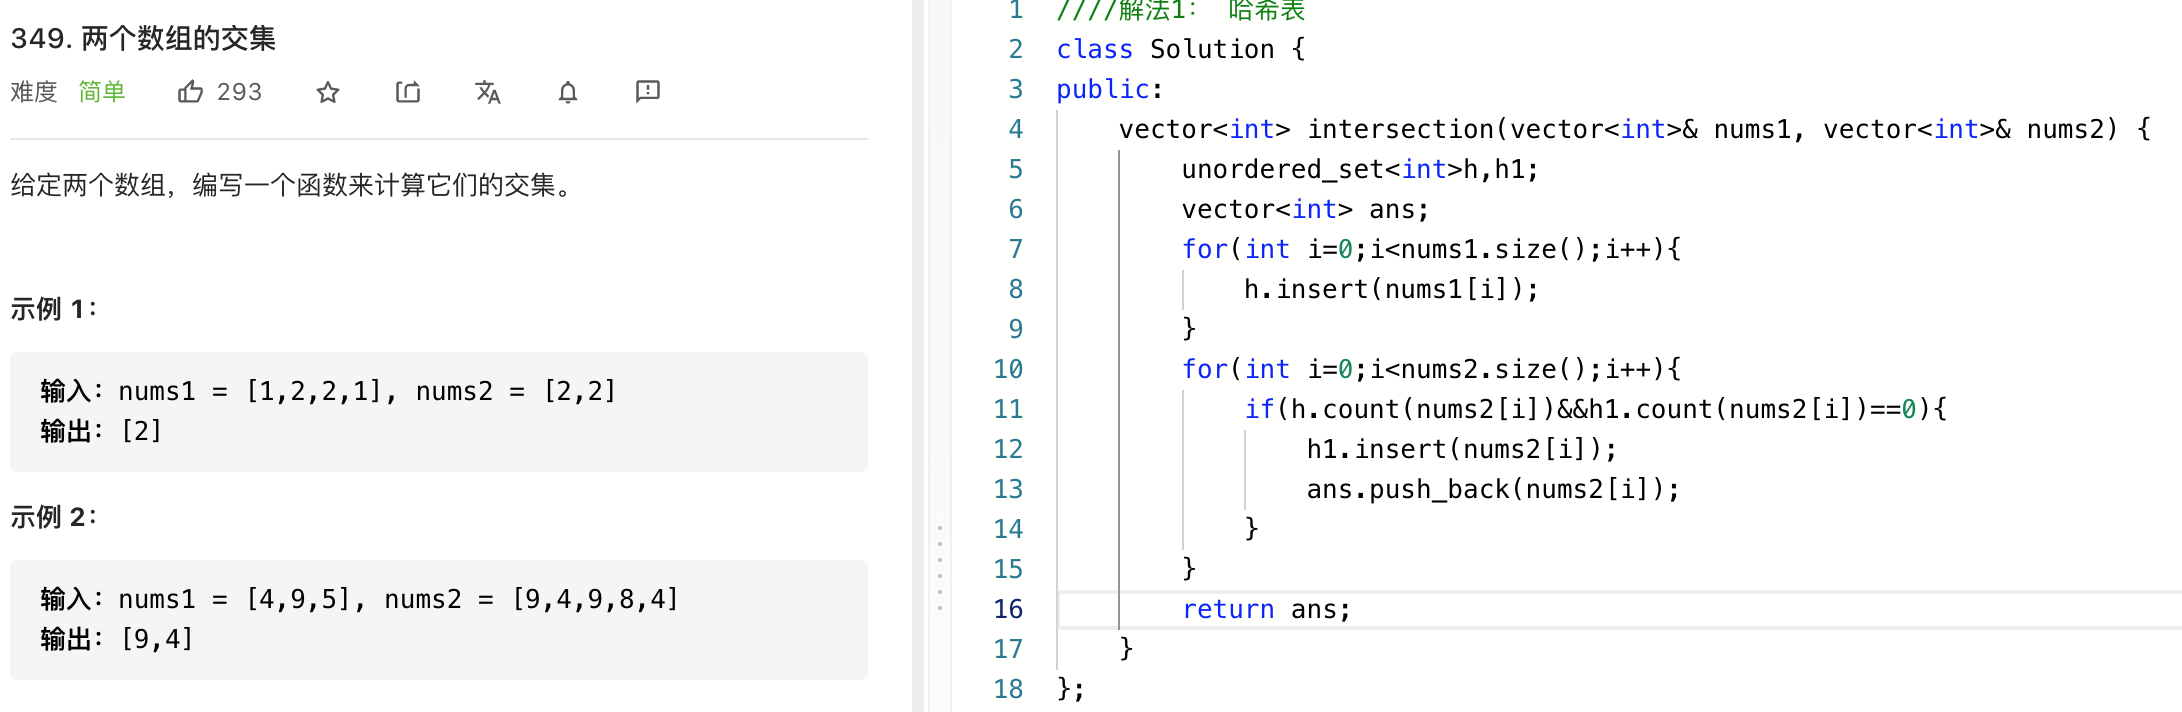 349. 两个数组的交集
难度 简单 293
给定两个数组，编写一个函数来计算它们的交集。
示例 1：
输入：nums1 = [1,2,2,1], nums2 = [2,2]
输出：[2]
示例 2：
输入：nums1 = [4,9,5], nums2 = [9,4,9,8,4]
输出：[9,4]
1 ////解法1： 哈希表
2 class Solution {
3 public:
4     vector<int> intersection(vector<int>& nums1, vector<int>& nums2) {
5         unordered_set<int>h,h1;
6         vector<int> ans;
7         for(int i=0;i<nums1.size();i++){
8             h.insert(nums1[i]);
9         }
10         for(int i=0;i<nums2.size();i++){
11             if(h.count(nums2[i])&&h1.count(nums2[i])==0){
12                 h1.insert(nums2[i]);
13                 ans.push_back(nums2[i]);
14             }
15         }
16         return ans;
17     }
18 };